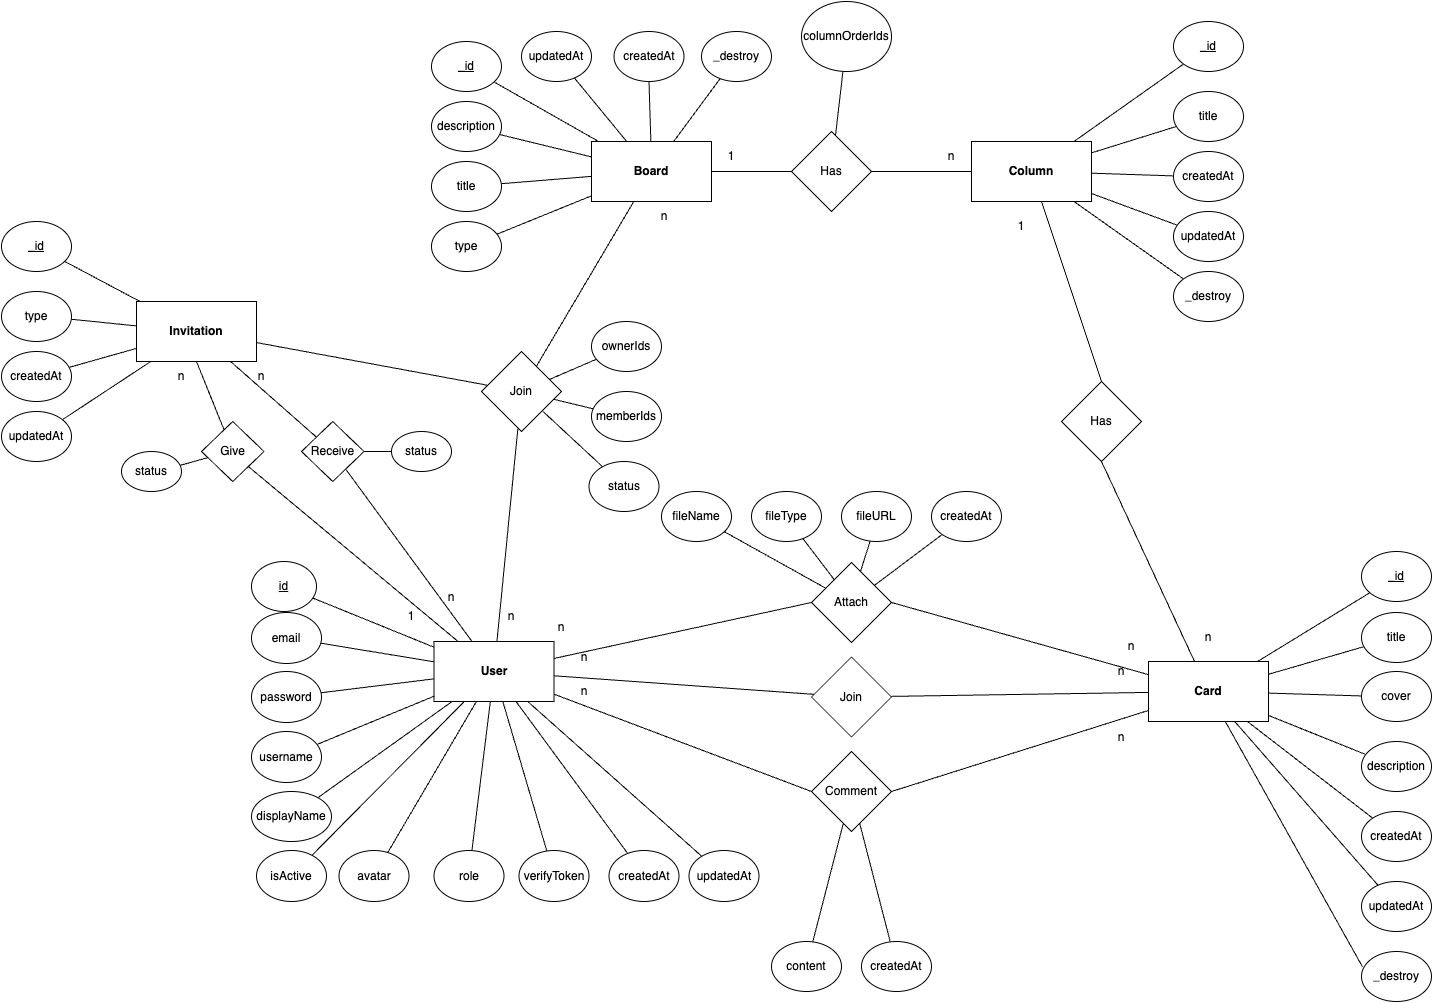 columnOrderIds
_id
updatedAt
createdAt
_destroy
_id
description
title
title
type
Board
1
Has
n
Column
createdAt
n
1
updatedAt
_destroy
_id
type
createdAt
updatedAt
Invitation
n
n
Give
status
Receive
status
Join
ownerIds
memberIds
status
Has
fileName
fileType
fileURL
createdAt
Attach
id
email
password
username
displayName
isActive
avatar
role
verifyToken
createdAt
updatedAt
1
n
n
n
n
n
User
Join
Comment
content
createdAt
n
n
n
n
Card
_id
title
cover
description
createdAt
updatedAt
_destroy